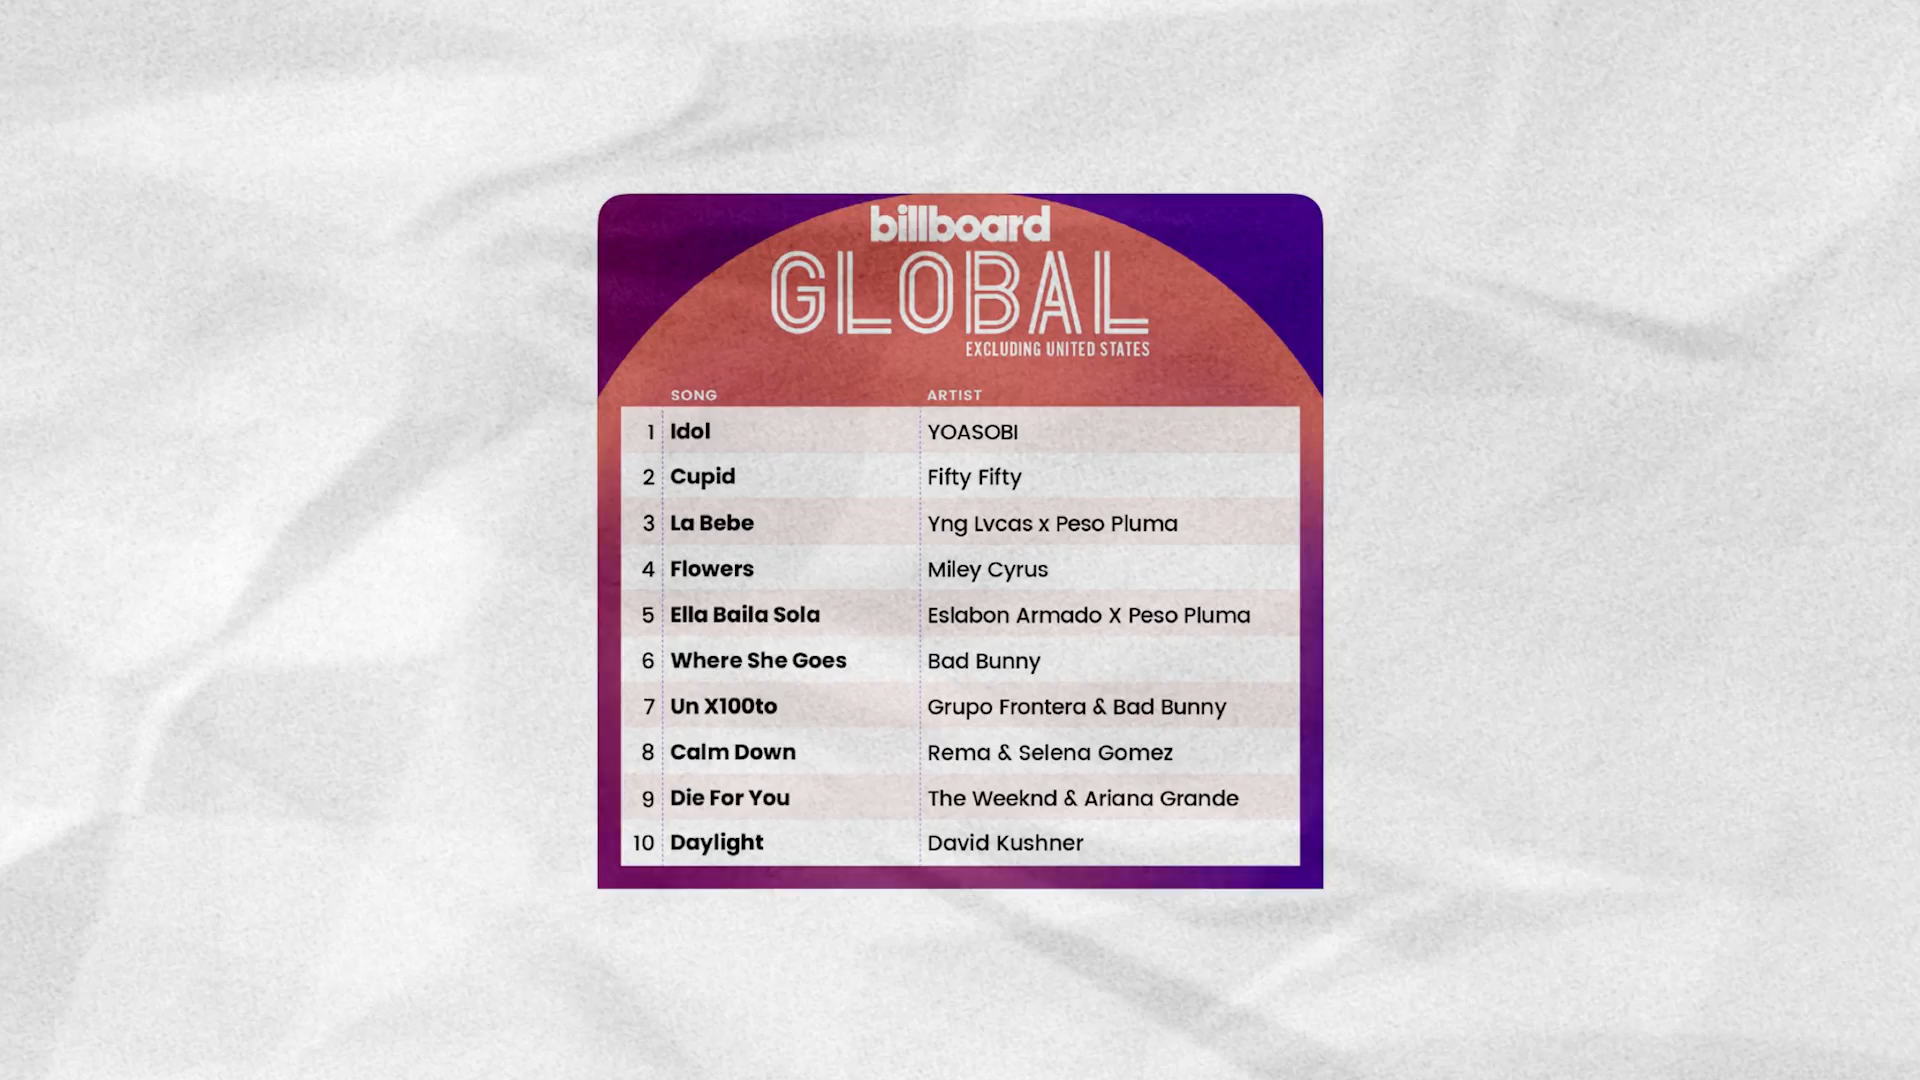 billboard
GLOBAL
EXCLUDING UNITED STATES
SONG ARTIST
1 Idol YOASOBI
2 Cupid Fifty Fifty
3 La Bebe Yng Lvcas x Peso Pluma
4 Flowers Miley Cyrus
5 Ella Baila Sola Eslabon Armado X Peso Pluma
6 Where She Goes Bad Bunny
7 Un X100to Grupo Frontera & Bad Bunny
8 Calm Down Rema & Selena Gomez
9 Die For You The Weeknd & Ariana Grande
10 Daylight David Kushner